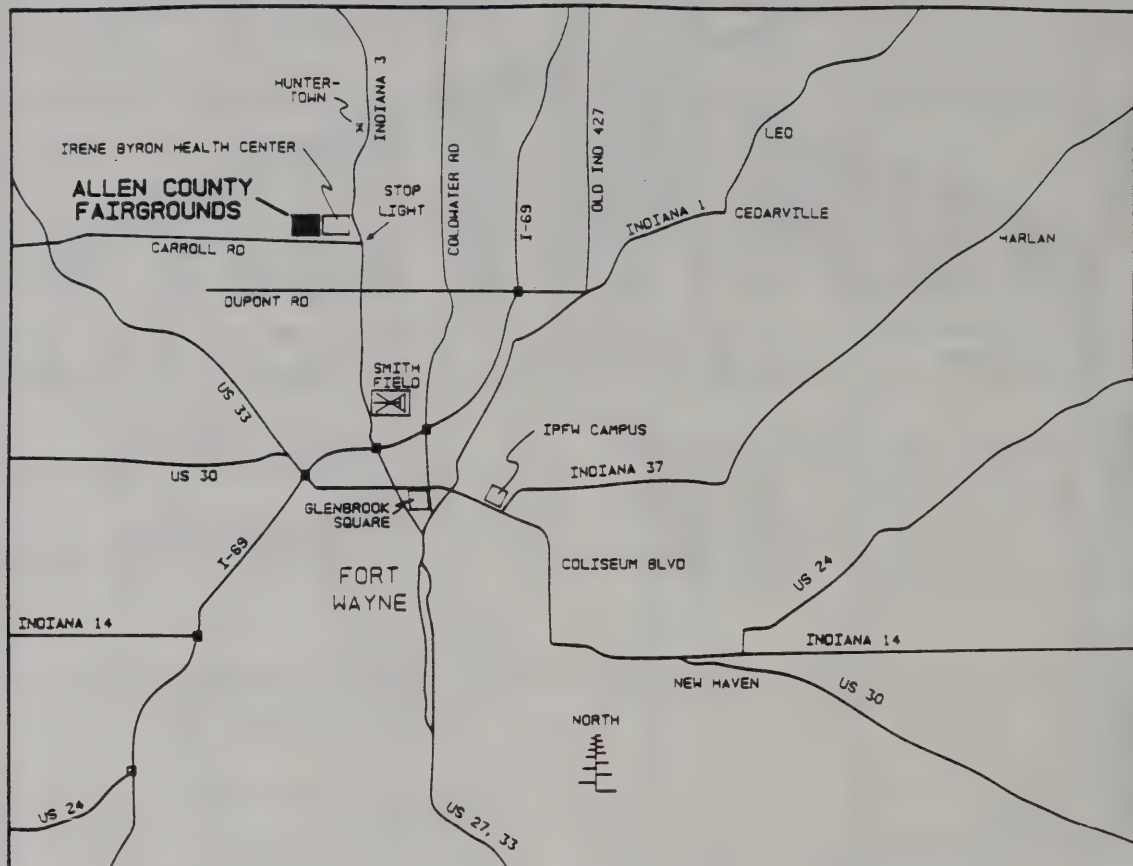 HUNTER-
TOWN
INDIANA 3
COLDWATER RD
I-69
OLD IND 427
LEO
IRENE BYRON HEALTH CENTER
ALLEN COUNTY
FAIRGROUNDS
STOP
LIGHT
INDIANA 1
CEDARVILLE
HARLAN
CARROLL RD
DUPONT RD
SMITH
FIELD
US 33
IPFW CAMPUS
US 30
INDIANA 37
GLENBROOK
SQUARE
I-69
FORT
WAYNE
COLISEUM BLVD
US 24
INDIANA 14
INDIANA 14
NEW HAVEN
US 30
NORTH
US 24
US 27, 33